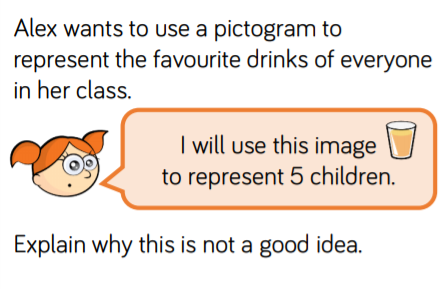 Alex wants to use a pictogram to
represent the favourite drinks of everyone
in her class.
I will use this image
to represent 5 children.
Explain why this is not a good idea.